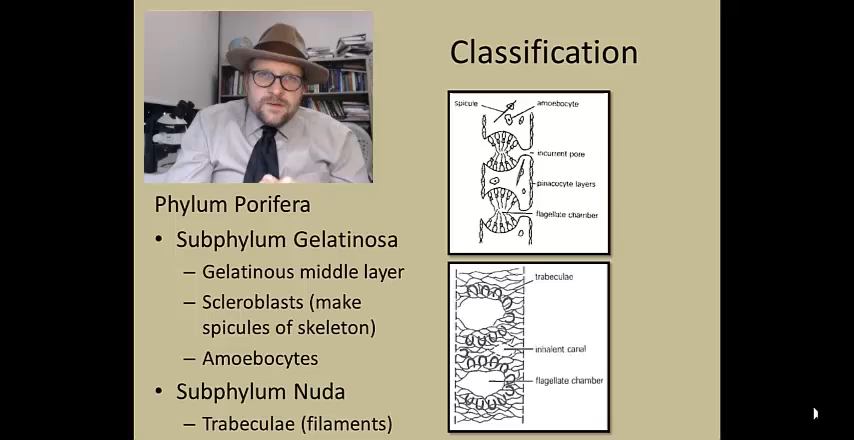 Classification
spicule
amoebocyte
incurrent pore
pinacocyte layers
flagellate chamber
Phylum Porifera
• Subphylum Gelatinosa
– Gelatinous middle layer
– Scleroblasts (make
spicules of skeleton)
– Amoebocytes
• Subphylum Nuda
– Trabeculae (filaments)
trabeculae
inhalent canal
flagellate chamber